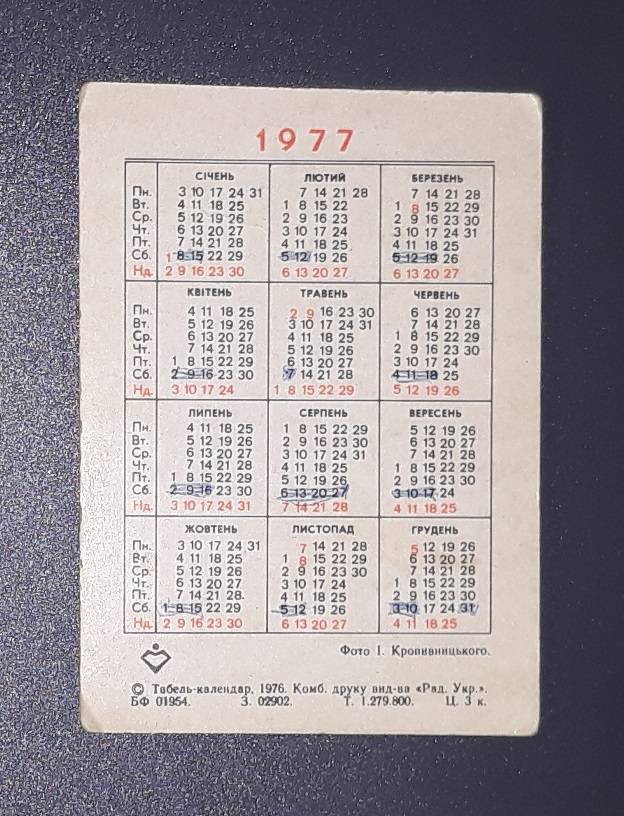 1977
СІЧЕНЬ ЛЮТИЙ БЕРЕЗЕНЬ
Пн. 3 10 17 24 31 7 14 21 28 7 14 21 28
Вт. 4 11 18 25 1 8 15 22 1 8 15 22 29
Ср. 5 12 19 26 2 9 16 23 2 9 16 23 30
Чт. 6 13 20 27 3 10 17 24 3 10 17 24 31
Пт. 7 14 21 28 4 11 18 25 4 11 18 25
Сб. 1 8 15 22 29 5 12 19 26 5 12 19 26
Нд. 2 9 16 23 30 6 13 20 27 6 13 20 27
КВІТЕНЬ ТРАВЕНЬ ЧЕРВЕНЬ
Пн. 4 11 18 25 2 9 16 23 30 6 13 20 27
Вт. 5 12 19 26 3 10 17 24 31 7 14 21 28
Ср. 6 13 20 27 4 11 18 25 1 8 15 22 29
Чт. 7 14 21 28 5 12 19 26 2 9 16 23 30
Пт. 1 8 15 22 29 6 13 20 27 3 10 17 24
Сб. 2 9 16 23 30 7 14 21 28 4 11 18 25
Нд. 3 10 17 24 1 8 15 22 29 5 12 19 26
ЛИПЕНЬ СЕРПЕНЬ ВЕРЕСЕНЬ
Пн. 4 11 18 25 1 8 15 22 29 5 12 19 26
Вт. 5 12 19 26 2 9 16 23 30 6 13 20 27
Ср. 6 13 20 27 3 10 17 24 31 7 14 21 28
Чт. 7 14 21 28 4 11 18 25 1 8 15 22 29
Пт. 1 8 15 22 29 5 12 19 26 2 9 16 23 30
Сб. 2 9 16 23 30 6 13 20 27 3 10 17 24
Нд. 3 10 17 24 31 7 14 21 28 4 11 18 25
ЖОВТЕНЬ ЛИСТОПАД ГРУДЕНЬ
Пн. 3 10 17 24 31 7 14 21 28 5 12 19 26
Вт. 4 11 18 25 1 8 15 22 29 6 13 20 27
Ср. 5 12 19 26 2 9 16 23 30 7 14 21 28
Чт. 6 13 20 27 3 10 17 24 1 8 15 22 29
Пт. 7 14 21 28. 4 11 18 25 2 9 16 23 30
Сб. 1 8 15 22 29 5 12 19 26 3 10 17 24 31
Нд. 2 9 16 23 30 6 13 20 27 4 11 18 25
Фото І. Кропивницького.
© Табель-календар, 1976. Комб. друку вид-ва «Рад. Укр.».
БФ 01954. З. 02902. Т. 1.279.800. Ц. 3 к.